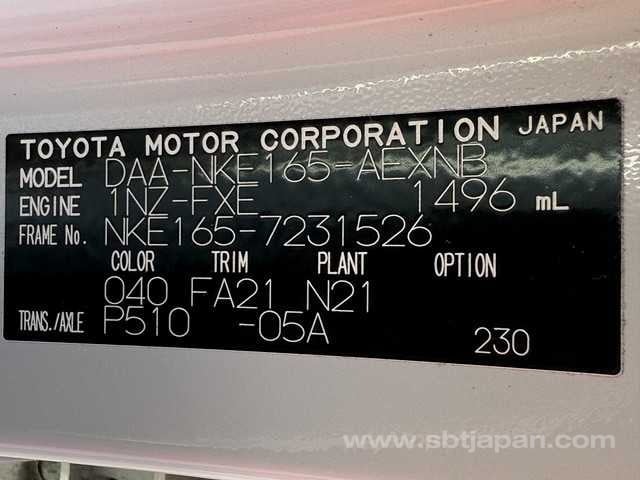 TOYOTA MOTOR CORPORATION JAPAN
MODEL DAA-NKE165-AEXNB
ENGINE 1NZ-FXE 1496 mL
FRAME No. NKE165-7231526
COLOR TRIM PLANT OPTION
040 FA21 N21
TRANS./AXLE P510 -05A
230
www.sbtjapan.com